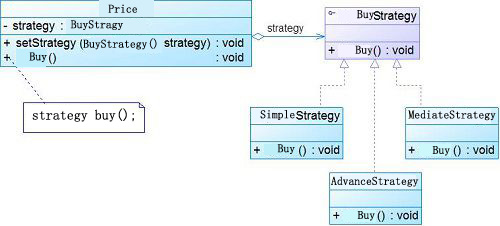 Price
- strategy : BuyStragy
+ setStrategy (BuyStrategy() strategy) : void
+ Buy() : void
strategy buy();
strategy
BuyStrategy
+ Buy () : void
SimpleStrategy
+ Buy () : void
MediateStrategy
+ Buy () : void
AdvanceStrategy
+ Buy() : void